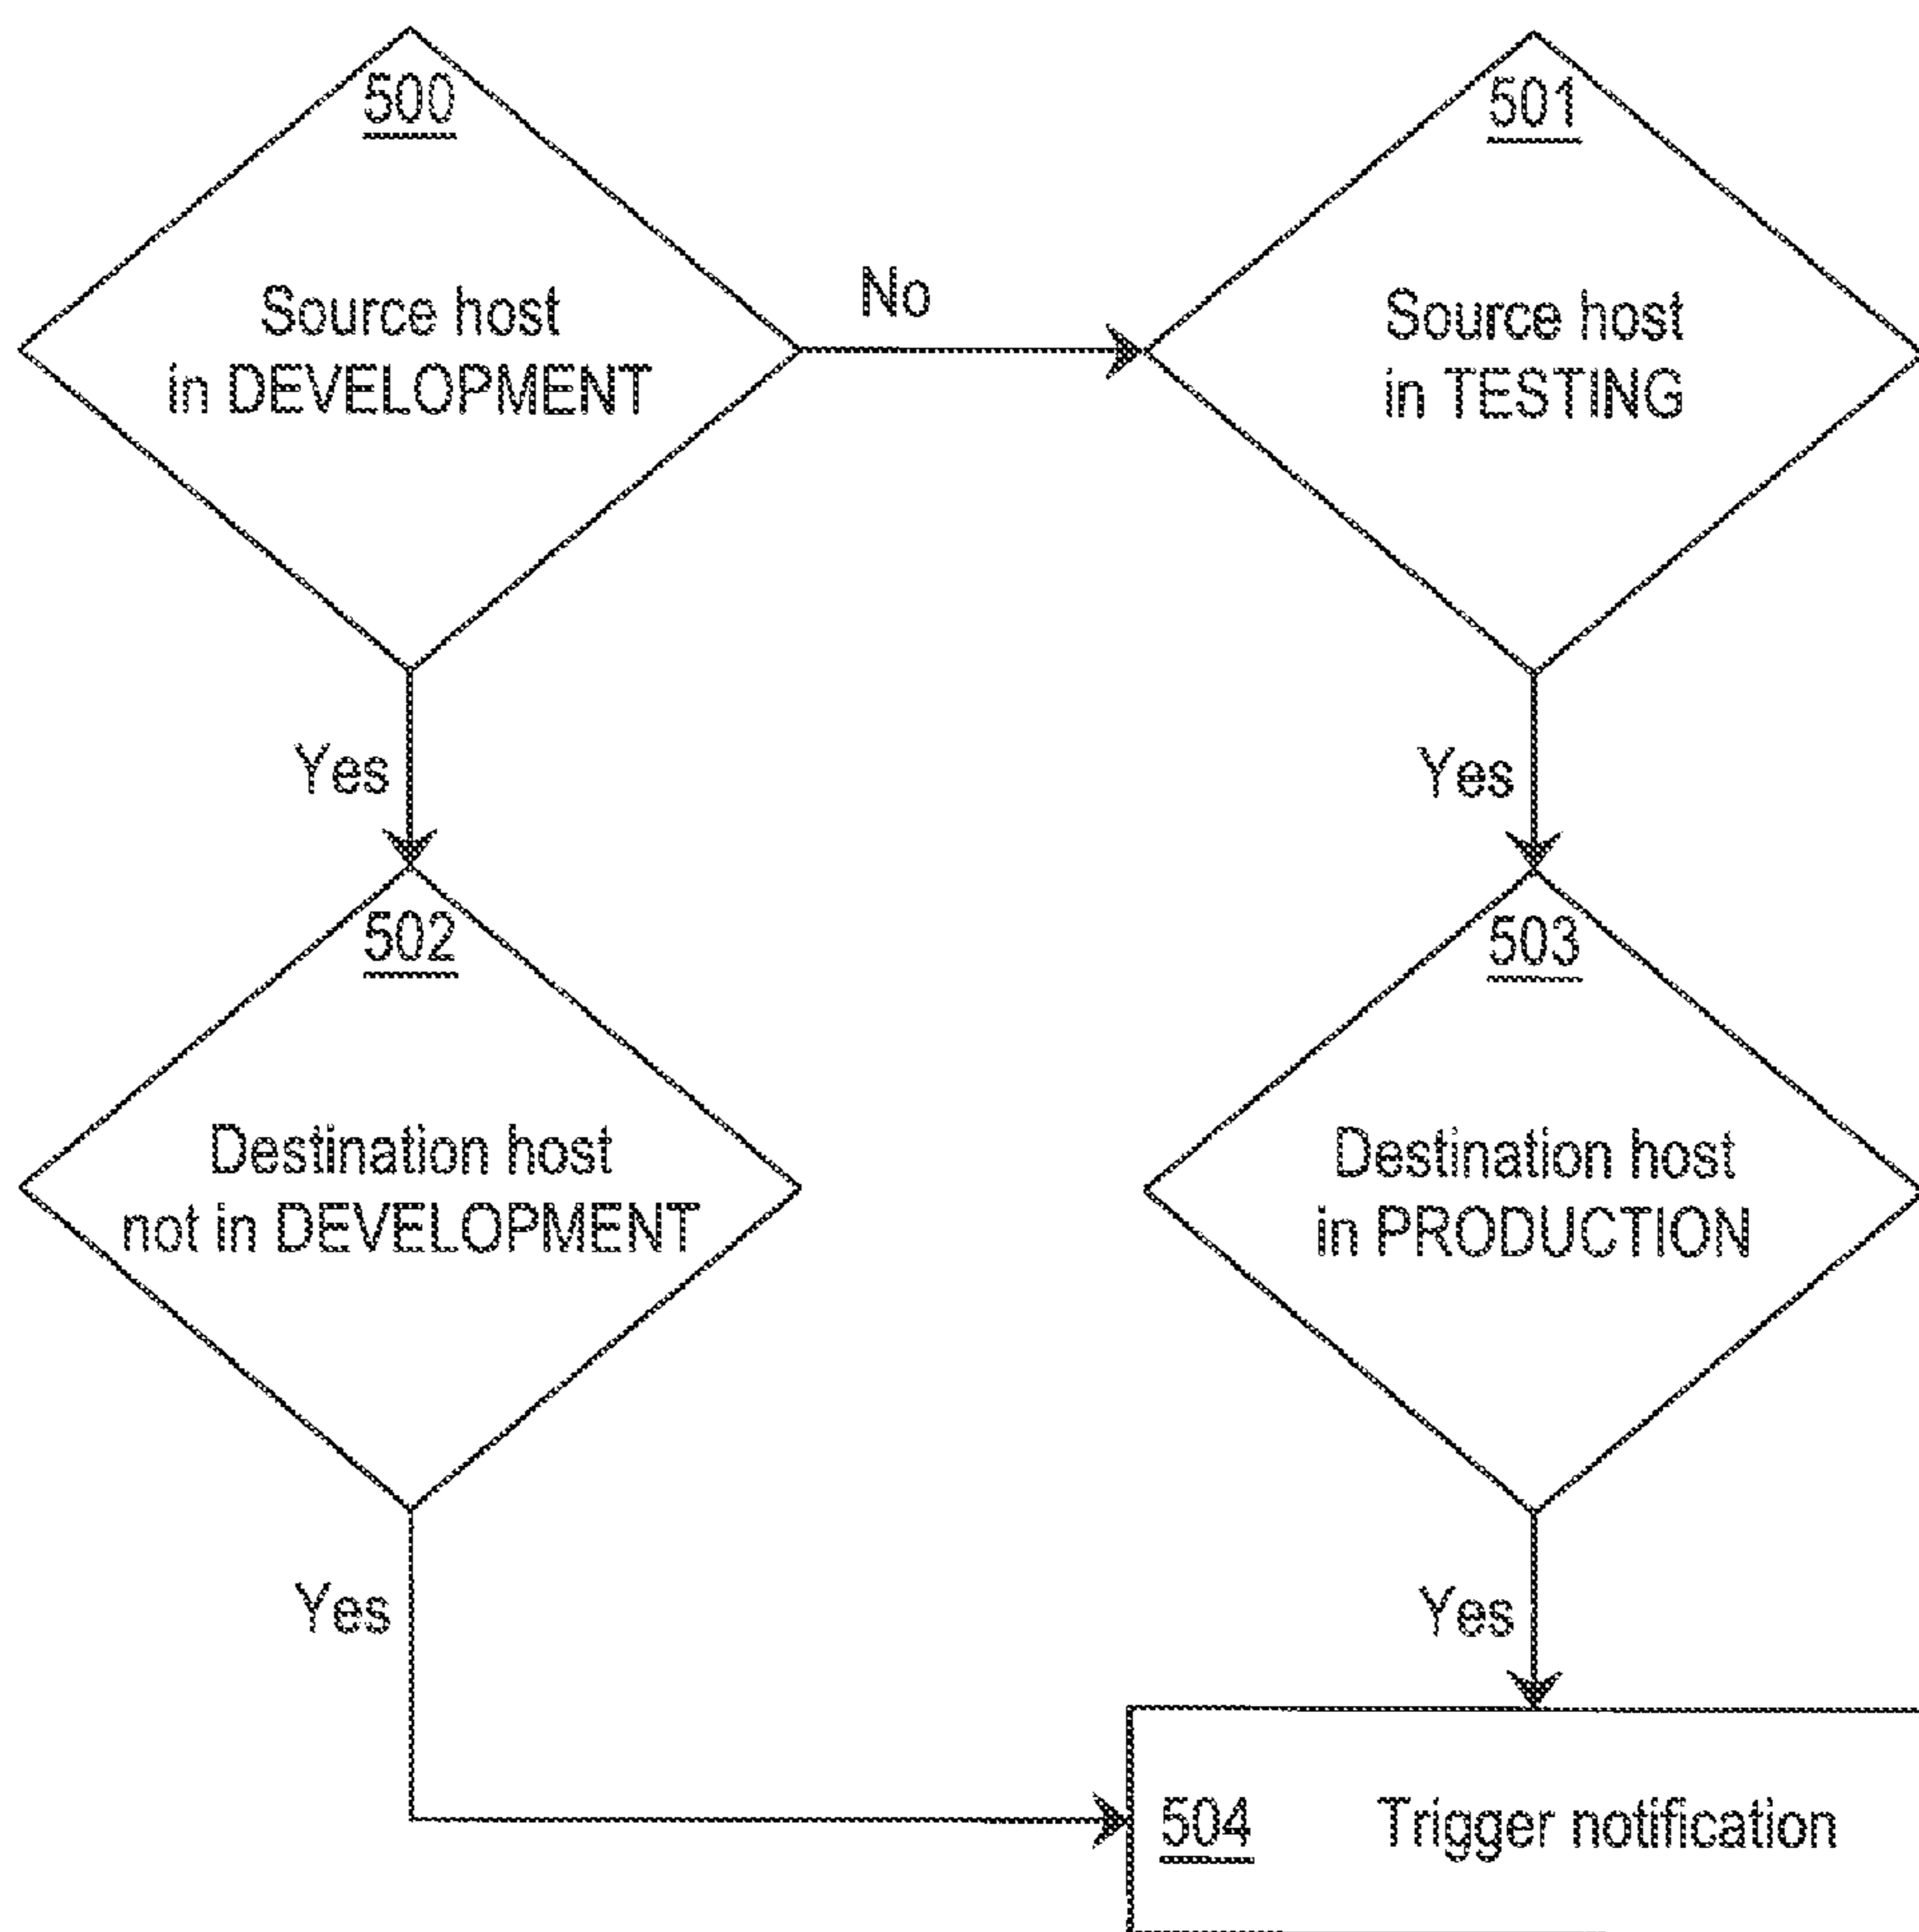 500
Source host
in DEVELOPMENT
No
501
Source host
in TESTING
Yes
Yes
502
Destination host
not in DEVELOPMENT
503
Destination host
in PRODUCTION
Yes
Yes
504 Trigger notification